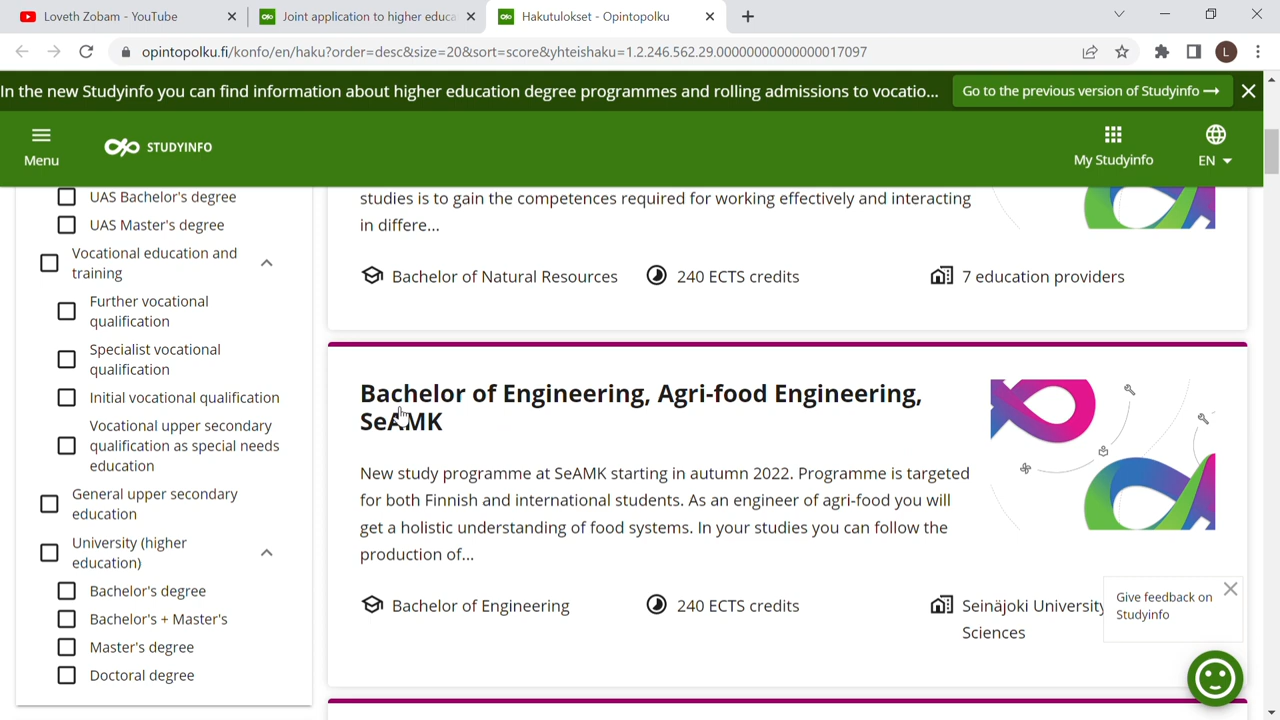 Loveth Zobam - YouTube
Joint application to higher educa
Hakutulokset - Opintopolku
opintopolku.fi/konfo/en/haku?order=desc&size=20&sort=score&yhteishaku=1.2.246.562.29.00000000000000017097
L
In the new Studyinfo you can find information about higher education degree programmes and rolling admissions to vocatio...
Go to the previous version of Studyinfo →
Menu
STUDYINFO
My Studyinfo
EN
UAS Bachelor's degree
UAS Master's degree
Vocational education and
training
Further vocational
qualification
Specialist vocational
qualification
Initial vocational qualification
Vocational upper secondary
qualification as special needs
education
General upper secondary
education
University (higher
education)
Bachelor's degree
Bachelor's + Master's
Master's degree
Doctoral degree
studies is to gain the competences required for working effectively and interacting
in differe...
Bachelor of Natural Resources
240 ECTS credits
7 education providers
Bachelor of Engineering, Agri-food Engineering,
SeAMK
New study programme at SeAMK starting in autumn 2022. Programme is targeted
for both Finnish and international students. As an engineer of agri-food you will
get a holistic understanding of food systems. In your studies you can follow the
production of...
Bachelor of Engineering
240 ECTS credits
Seinäjoki University
Sciences
Give feedback on
Studyinfo